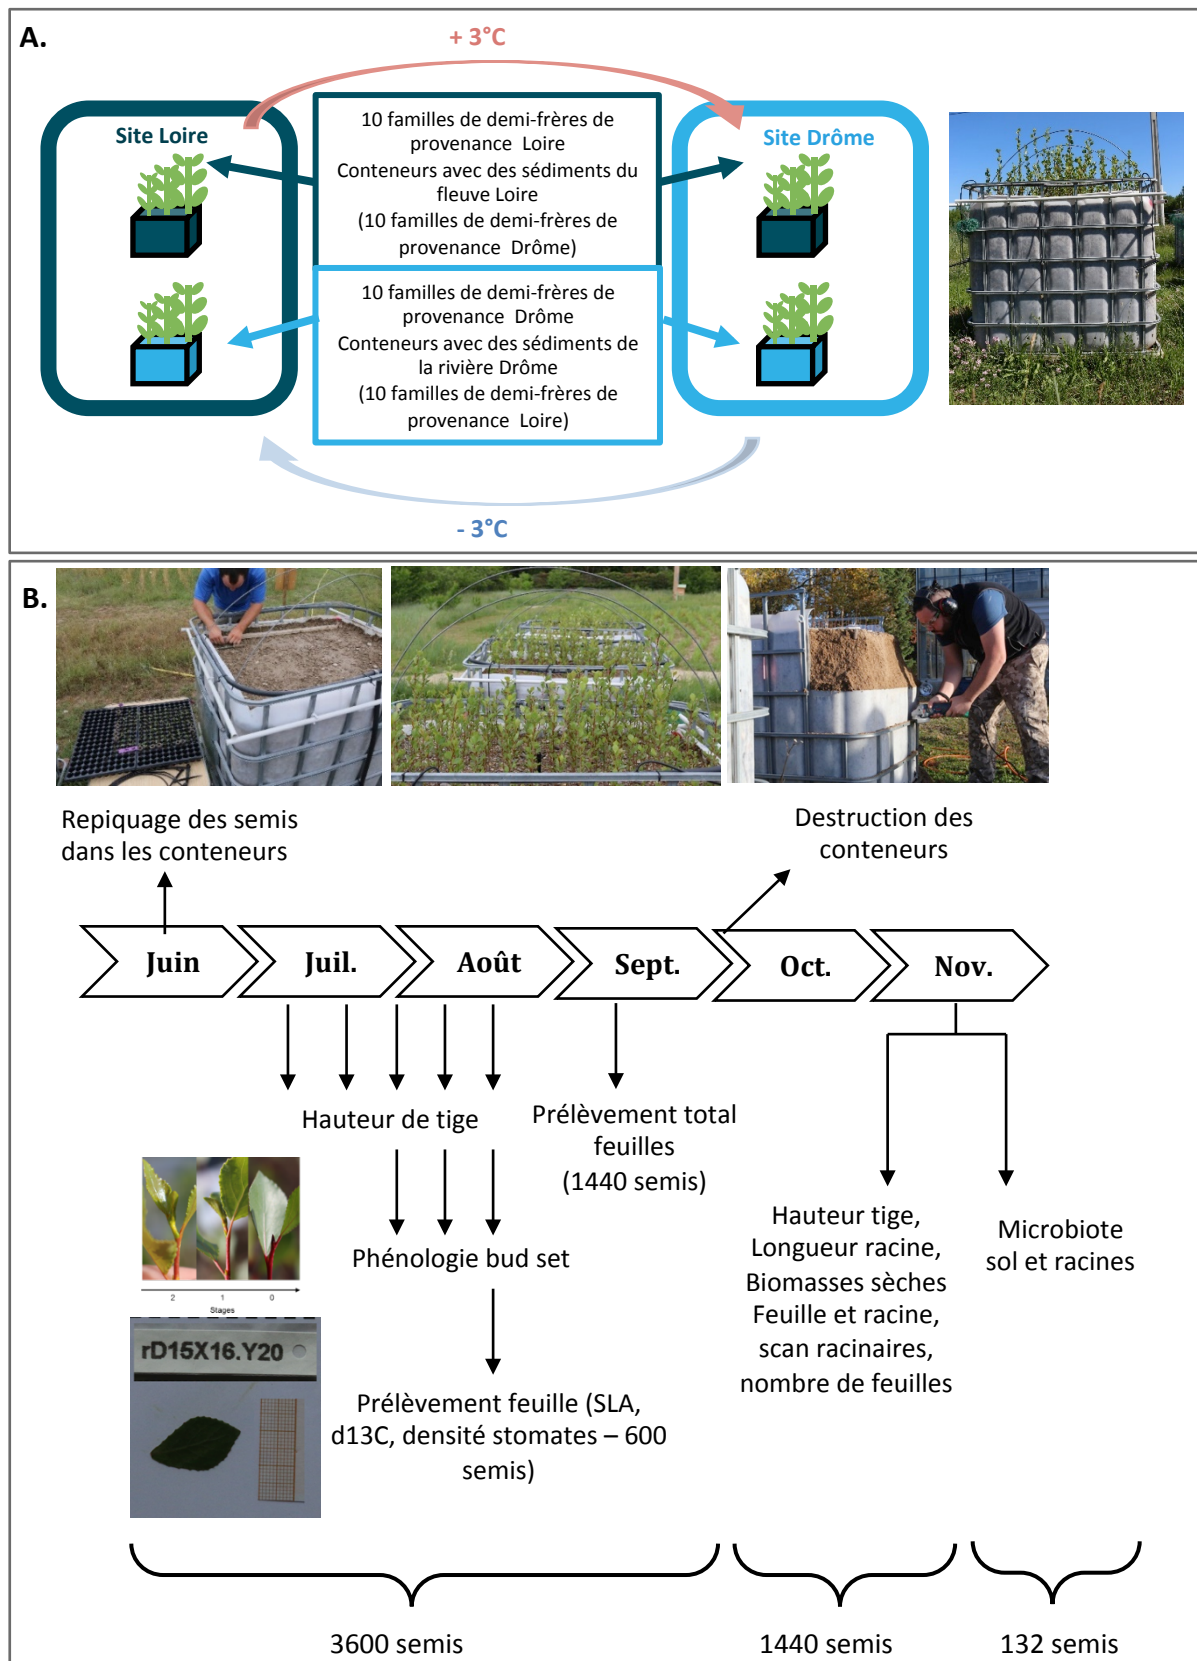 A.
+ 3°C
Site Loire
10 familles de demi-frères de
provenance Loire
Conteneurs avec des sédiments du
fleuve Loire
(10 familles de demi-frères de
provenance Drôme)
Site Drôme
10 familles de demi-frères de
provenance Drôme
Conteneurs avec des sédiments de
la rivière Drôme
(10 familles de demi-frères de
provenance Loire)
- 3°C
B.
Repiquage des semis
dans les conteneurs
Destruction des
conteneurs
Juin
Juil.
Août
Sept.
Oct.
Nov.
Hauteur de tige
Prélèvement total
feuilles
(1440 semis)
Phénologie bud set
2 1 0
Stages
rD15X16.Y20
Prélèvement feuille (SLA,
d13C, densité stomates – 600
semis)
Hauteur tige,
Longueur racine,
Biomasses sèches
Feuille et racine,
scan racinaires,
nombre de feuilles
Microbiote
sol et racines
3600 semis
1440 semis
132 semis